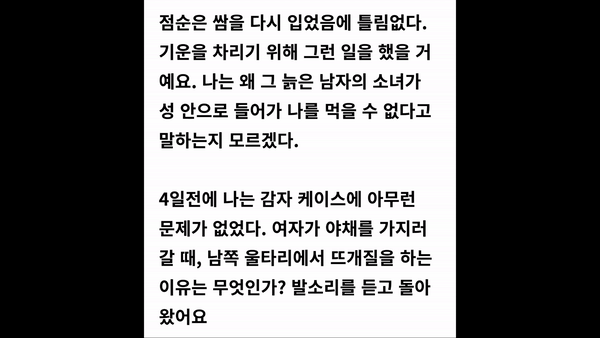 점순은 쌈을 다시 입었음에 틀림없다.
기운을 차리기 위해 그런 일을 했을 거
예요. 나는 왜 그 늙은 남자의 소녀가
성 안으로 들어가 나를 먹을 수 없다고
말하는지 모르겠다.
4일전에 나는 감자 케이스에 아무런
문제가 없었다. 여자가 야채를 가지러
갈 때, 남쪽 울타리에서 뜨개질을 하는
이유는 무엇인가? 발소리를 듣고 돌아
왔어요